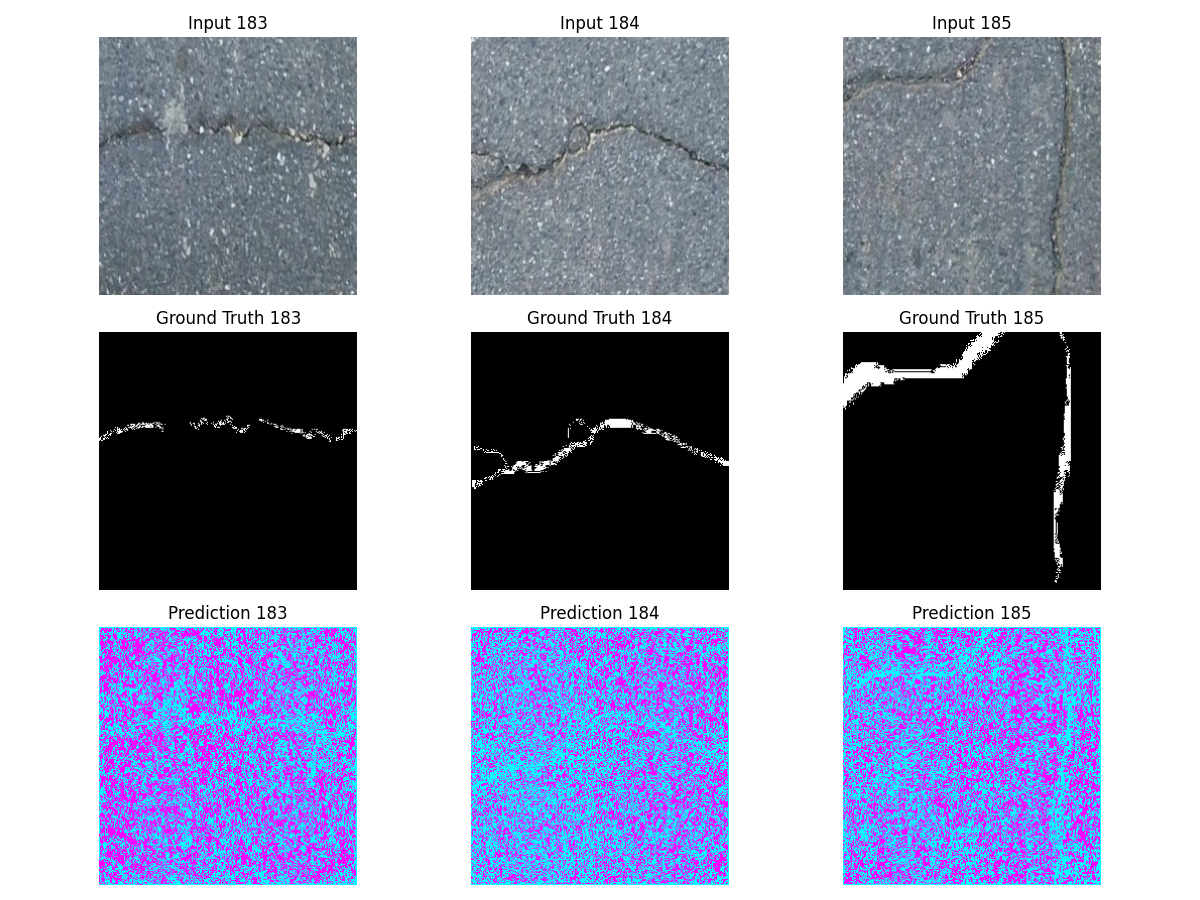 Input 183
Input 184
Input 185
Ground Truth 183
Ground Truth 184
Ground Truth 185
Prediction 183
Prediction 184
Prediction 185